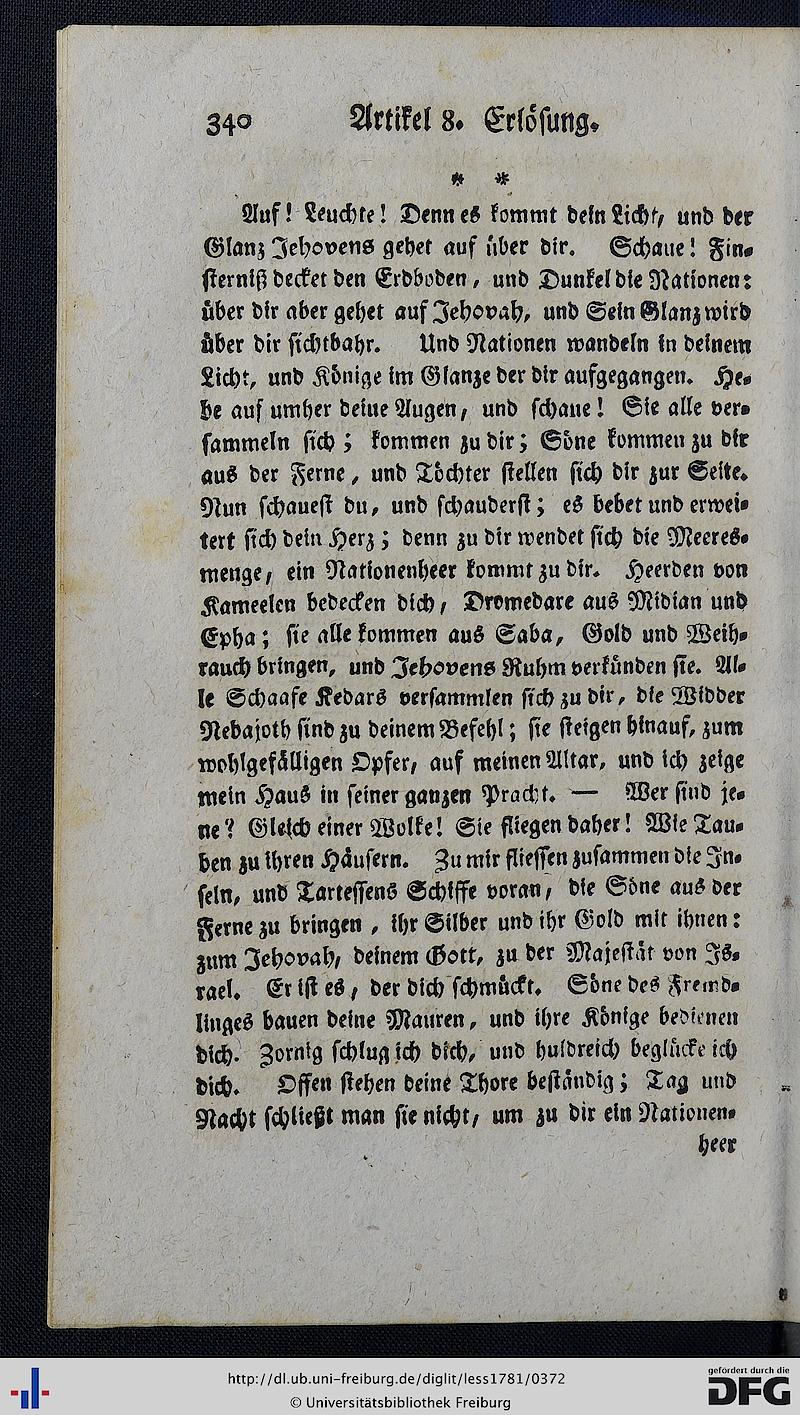 340 Artikel 8. Erlösung.
* *
Auf! Leuchte! Denn es kommt dein Licht, und der
Glanz Jehovens gehet auf über dir. Schaue! Fin-
sterniß decket den Erdboden, und Dunkel die Nationen:
über dir aber gehet auf Jehovah, und Sein Glanz wird
über dir sichtbahr. Und Nationen wandeln in deinem
Licht, und Könige im Glanze der dir aufgegangen. He-
be auf umher deine Augen, und schaue! Sie alle ver-
sammeln sich; kommen zu dir; Söne kommen zu dir
aus der Ferne, und Töchter stellen sich dir zur Seite.
Nun schauest du, und schauderst; es bebet und erwei-
tert sich dein Herz; denn zu dir wendet sich die Meeres-
menge, ein Nationenheer kommt zu dir. Heerden von
Kameelen bedecken dich, Dromedare aus Midian und
Epha; sie alle kommen aus Saba, Gold und Weih-
rauch bringen, und Jehovens Ruhm verkünden sie. Al-
le Schaafe Kedars versammlen sich zu dir, die Widder
Nebajoth sind zu deinem Befehl; sie steigen hinauf, zum
wohlgefälligen Opfer, auf meinen Altar, und ich zeige
mein Haus in seiner ganzen Pracht. — Wer sind je-
ne? Gleich einer Wolke! Sie fliegen daher! Wie Tau-
ben zu ihren Häusern. Zu mir fliessen zusammen die In-
seln, und Tartessens Schiffe voran, die Söne aus der
Ferne zu bringen, ihr Silber und ihr Gold mit ihnen:
zum Jehovah, deinem Gott, zu der Majestät von Is-
rael. Er ist es, der dich schmückt. Söne des Fremd-
linges bauen deine Mauren, und ihre Könige bedienen
dich. Zornig schlug ich dich, und huldreich beglücke ich
dich. Offen stehen deine Thore beständig; Tag und
Nacht schließt man sie nicht, um zu dir ein Nationen-
heer
http://dl.ub.uni-freiburg.de/diglit/less1781/0372
© Universitätsbibliothek Freiburg
gefördert durch die
DFG